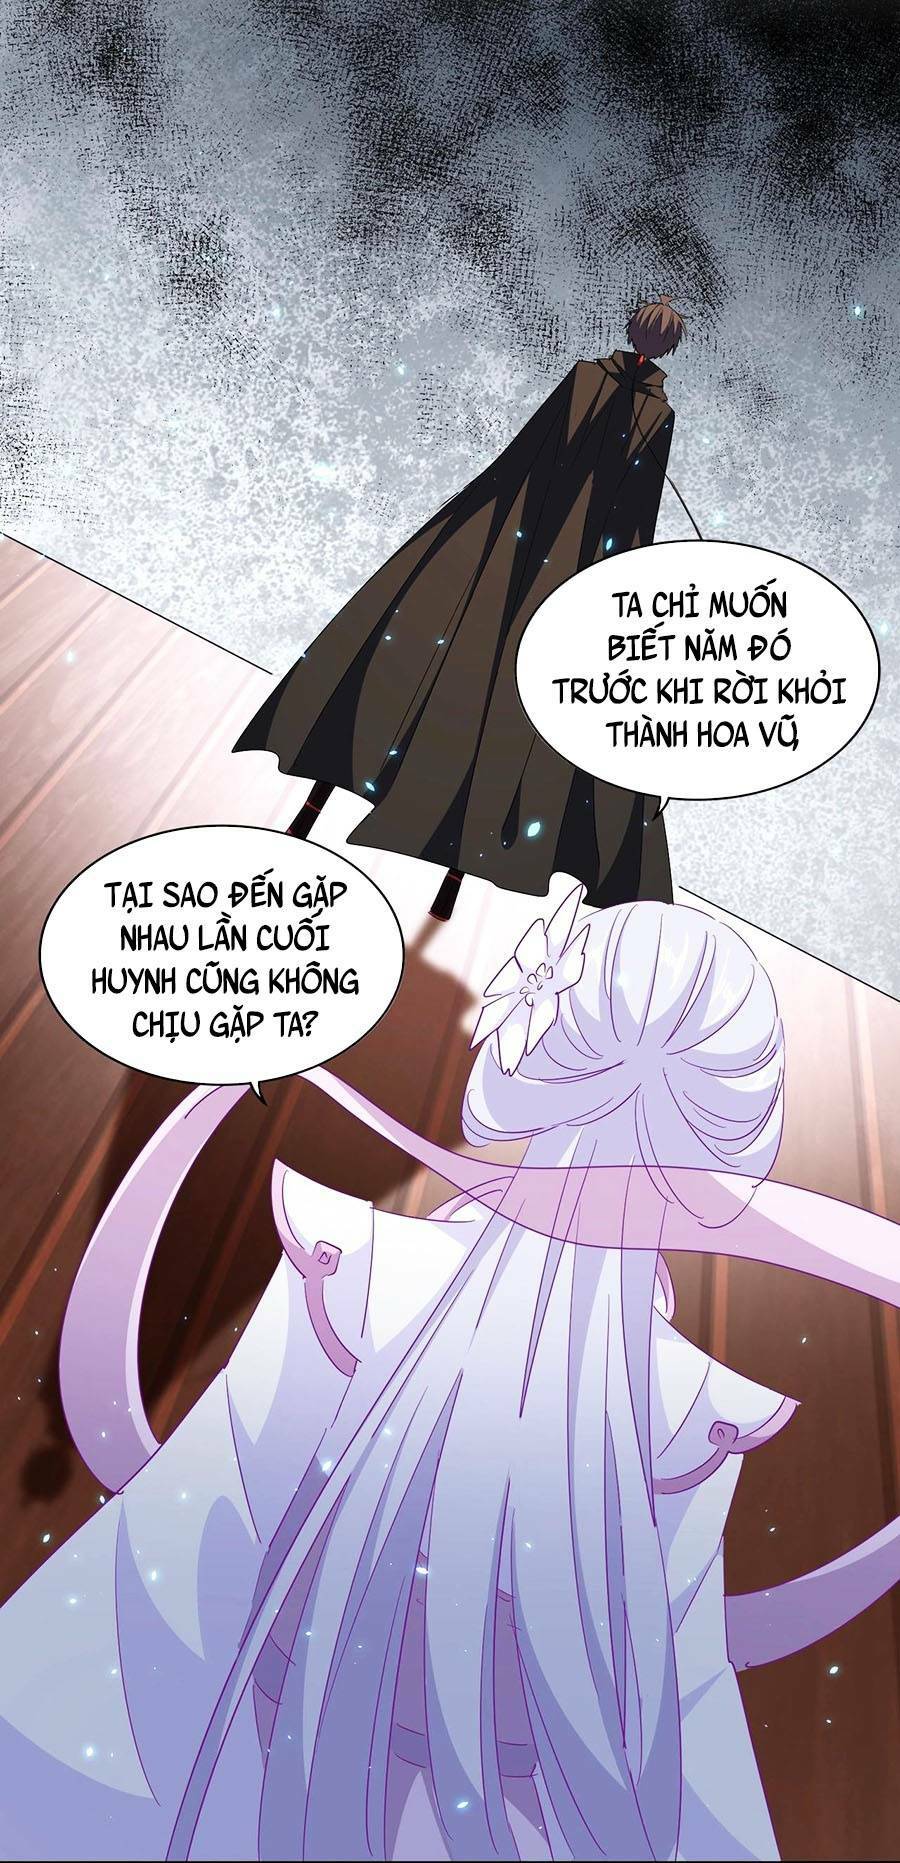 TA CHỈ MUỐN
BIẾT NĂM ĐÓ
TRƯỚC KHI RỜI KHỎI
THÀNH HOA VŨ,
TẠI SAO ĐẾN GẶP
NHAU LẦN CUỐI
HUYNH CŨNG KHÔNG
CHỊU GẶP TA?